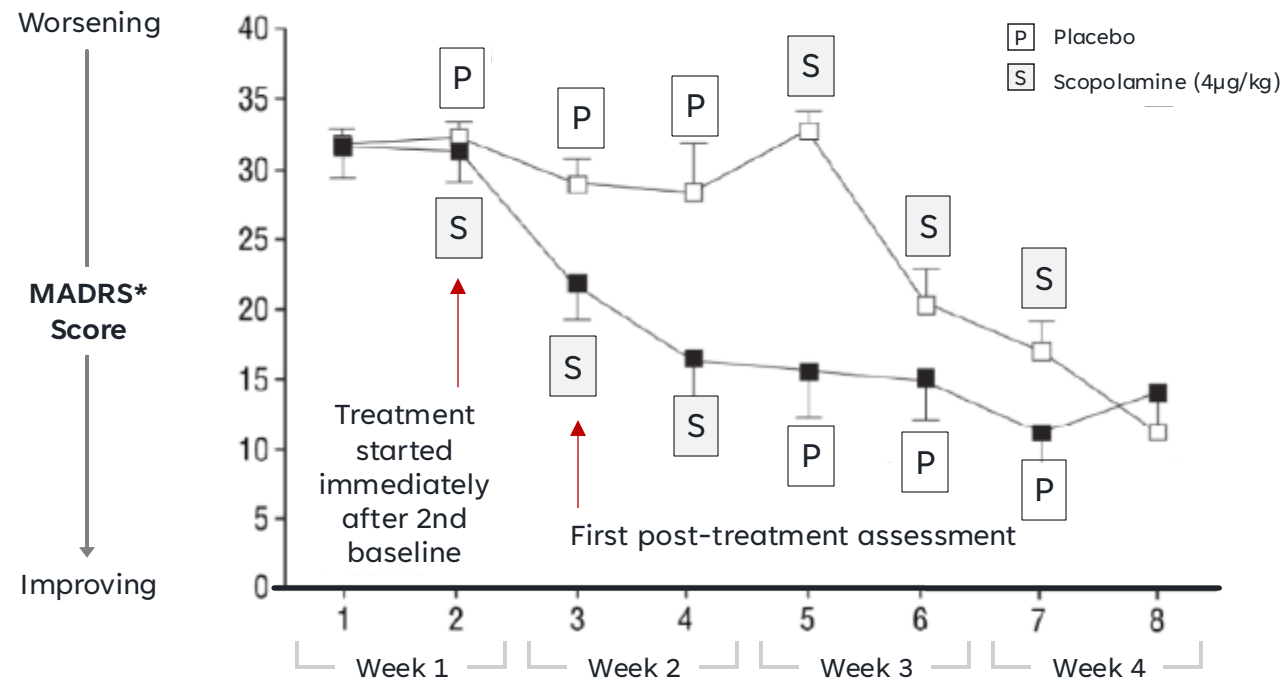 Worsening
MADRS*
Score
Improving
40
35
30
25
20
15
10
5
0
P Placebo
S Scopolamine (4µg/kg)
P
P
P
S
S
S
S
S
S
P
P
P
Treatment
started
immediately
after 2nd
baseline
First post-treatment assessment
1 2 3 4 5 6 7 8
Week 1 Week 2 Week 3 Week 4